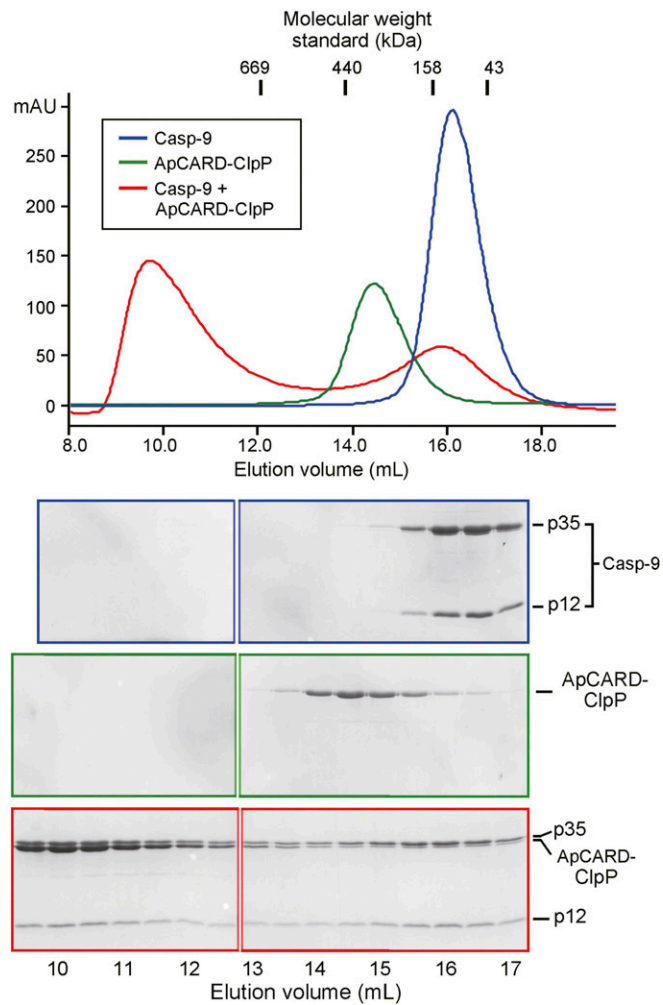 Molecular weight
standard (kDa)
669 440 158 43
mAU
Casp-9
ApCARD-ClpP
Casp-9 +
ApCARD-ClpP
250
200
150
100
50
0
8.0 10.0 12.0 14.0 16.0 18.0
Elution volume (mL)
p35
Casp-9
p12
ApCARD-
ClpP
p35
ApCARD-
ClpP
p12
10 11 12 13 14 15 16 17
Elution volume (mL)